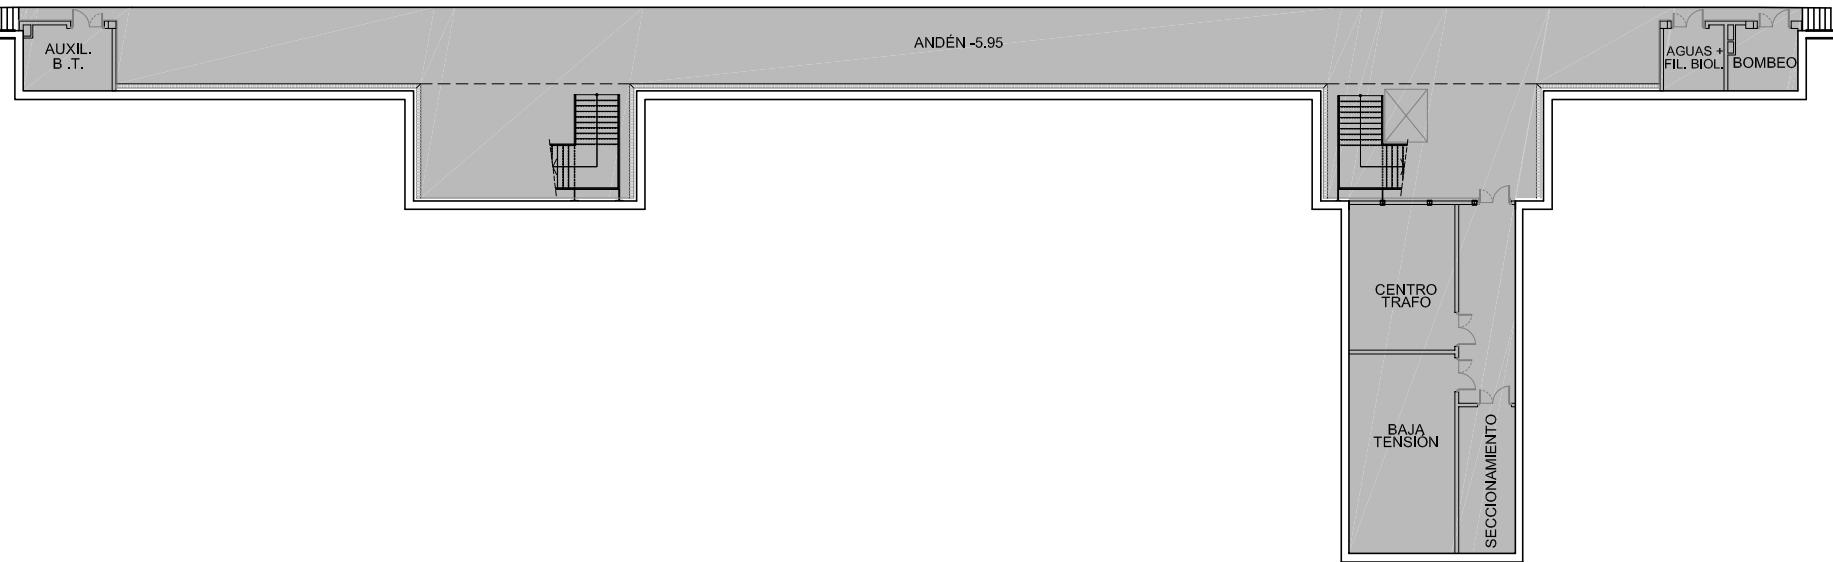 AUXIL.
B .T.
ANDÉN -5.95
AGUAS +
FIL. BIOL.
BOMBEO
CENTRO
TRAFO
BAJA
TENSIÓN
SECCIONAMIENTO